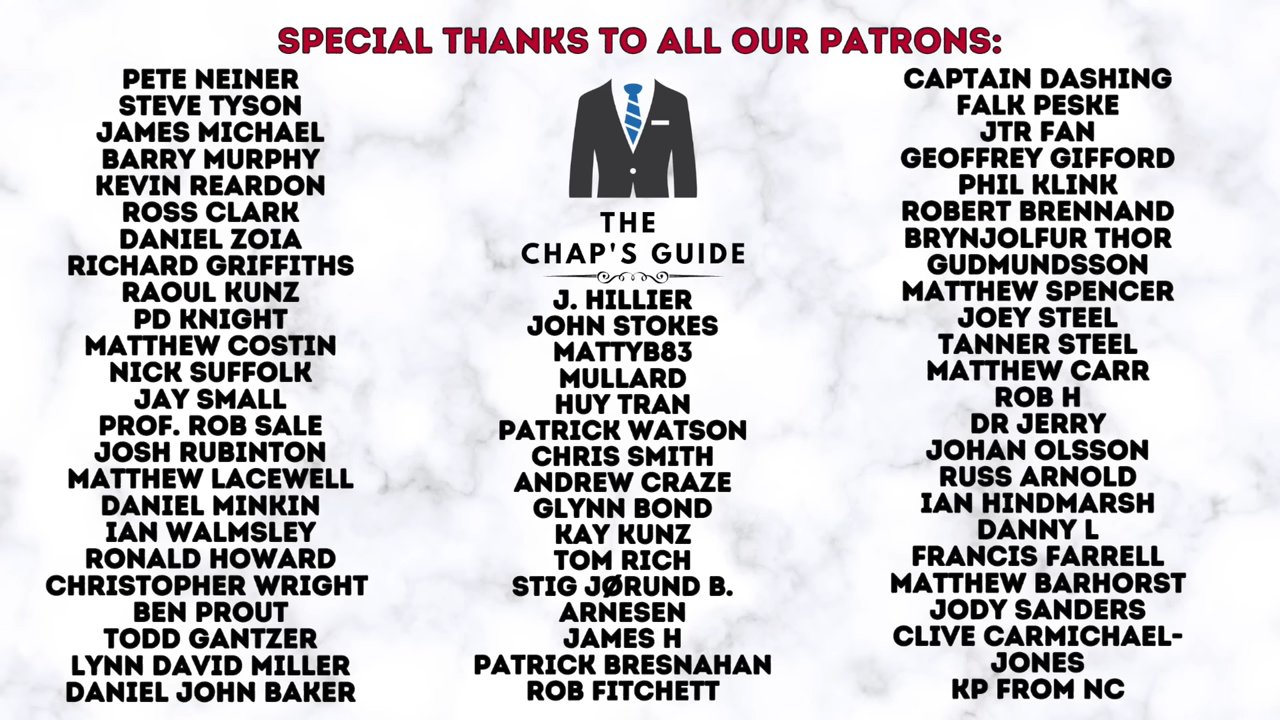 SPECIAL THANKS TO ALL OUR PATRONS:
PETE NEINER
STEVE TYSON
JAMES MICHAEL
BARRY MURPHY
KEVIN REARDON
ROSS CLARK
DANIEL ZOIA
RICHARD GRIFFITHS
RAOUL KUNZ
PD KNIGHT
MATTHEW COSTIN
NICK SUFFOLK
JAY SMALL
PROF. ROB SALE
JOSH RUBINTON
MATTHEW LACEWELL
DANIEL MINKIN
IAN WALMSLEY
RONALD HOWARD
CHRISTOPHER WRIGHT
BEN PROUT
TODD GANTZER
LYNN DAVID MILLER
DANIEL JOHN BAKER
THE
CHAP'S GUIDE
J. HILLIER
JOHN STOKES
MATTYB83
MULLARD
HUY TRAN
PATRICK WATSON
CHRIS SMITH
ANDREW CRAZE
GLYNN BOND
KAY KUNZ
TOM RICH
STIG JØRUND B.
ARNESEN
JAMES H
PATRICK BRESNAHAN
ROB FITCHETT
CAPTAIN DASHING
FALK PESKE
JTR FAN
GEOFFREY GIFFORD
PHIL KLINK
ROBERT BRENNAND
BRYNJOLFUR THOR
GUDMUNDSSON
MATTHEW SPENCER
JOEY STEEL
TANNER STEEL
MATTHEW CARR
ROB H
DR JERRY
JOHAN OLSSON
RUSS ARNOLD
IAN HINDMARSH
DANNY L
FRANCIS FARRELL
MATTHEW BARHORST
JODY SANDERS
CLIVE CARMICHAEL-
JONES
KP FROM NC